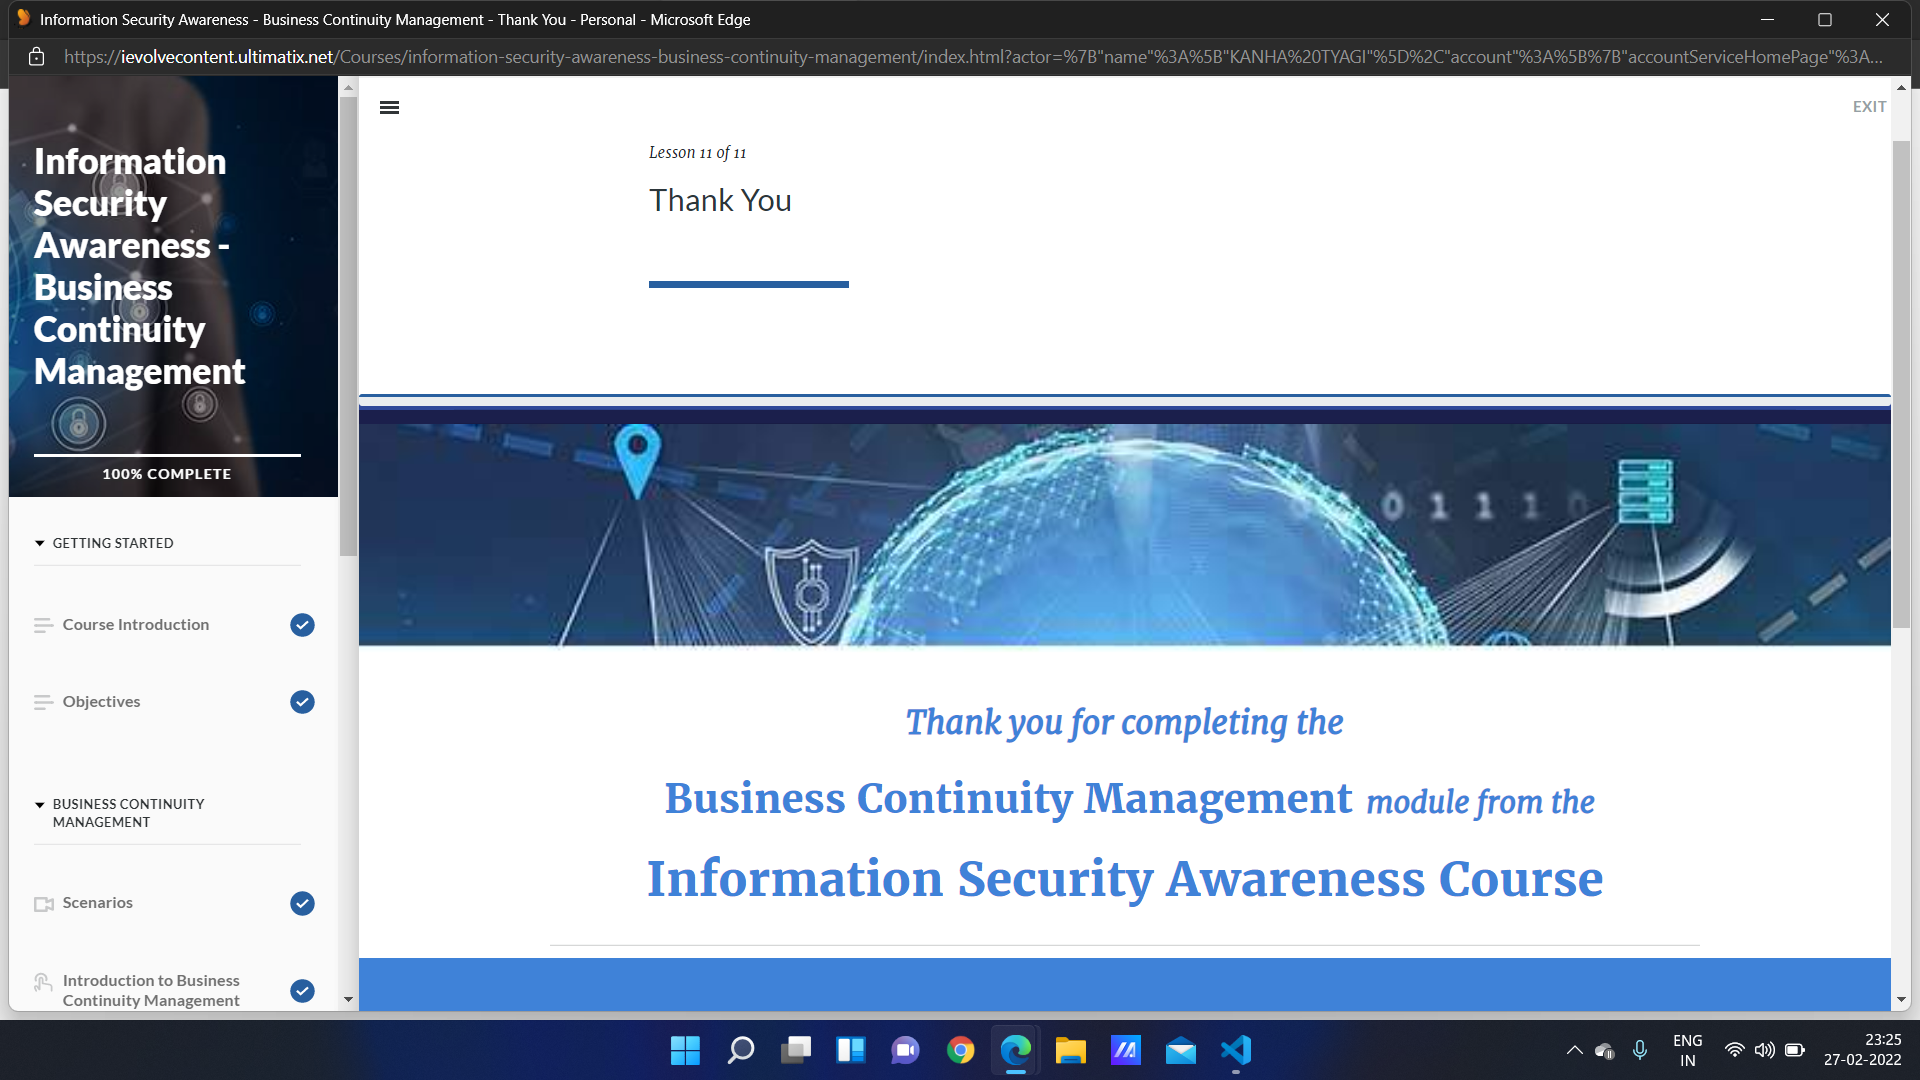 Information Security Awareness - Business Continuity Management - Thank You - Personal - Microsoft Edge
https://ievolvecontent.ultimatix.net/Courses/information-security-awareness-business-continuity-management/index.html?actor=%7B"name"%3A%5B"KANHA%20TYAGI"%5D%2C"account"%3A%5B%7B"accountServiceHomePage"%3A...
Information
Security
Awareness -
Business
Continuity
Management
100% COMPLETE
GETTING STARTED
Course Introduction
Objectives
BUSINESS CONTINUITY
MANAGEMENT
Scenarios
Introduction to Business
Continuity Management
EXIT
Lesson 11 of 11
Thank You
0 1 1 1 0
Thank you for completing the
Business Continuity Management module from the
Information Security Awareness Course
ENG
IN
23:25
27-02-2022